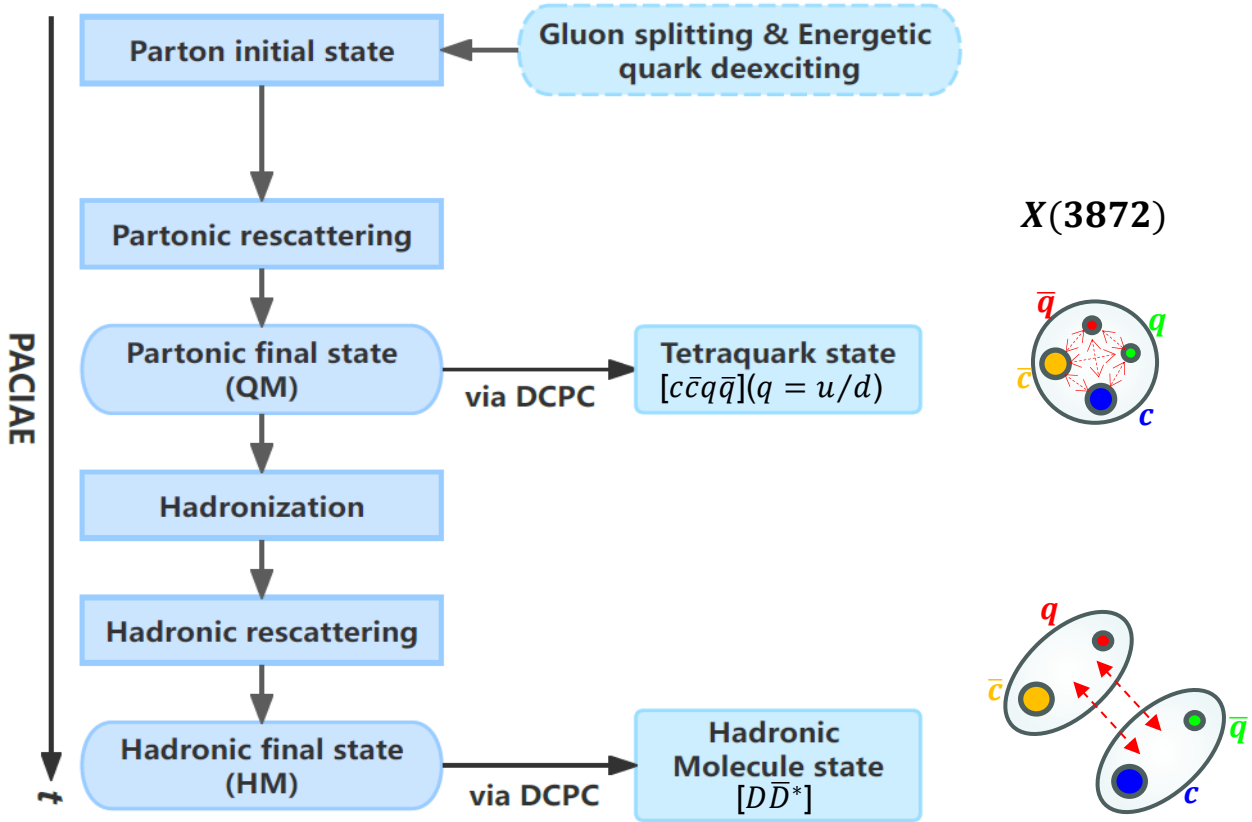 Parton initial state
Gluon splitting & Energetic
quark deexciting
Partonic rescattering
X(3872)
Partonic final state
(QM)
via DCPC
Tetraquark state
[cc̄qq̄](q = u/d)
q̄
q
c̄
c
PACIAE
Hadronization
Hadronic rescattering
Hadronic final state
(HM)
via DCPC
Hadronic
Molecule state
[DD̄*]
q
c̄
q̄
c
t